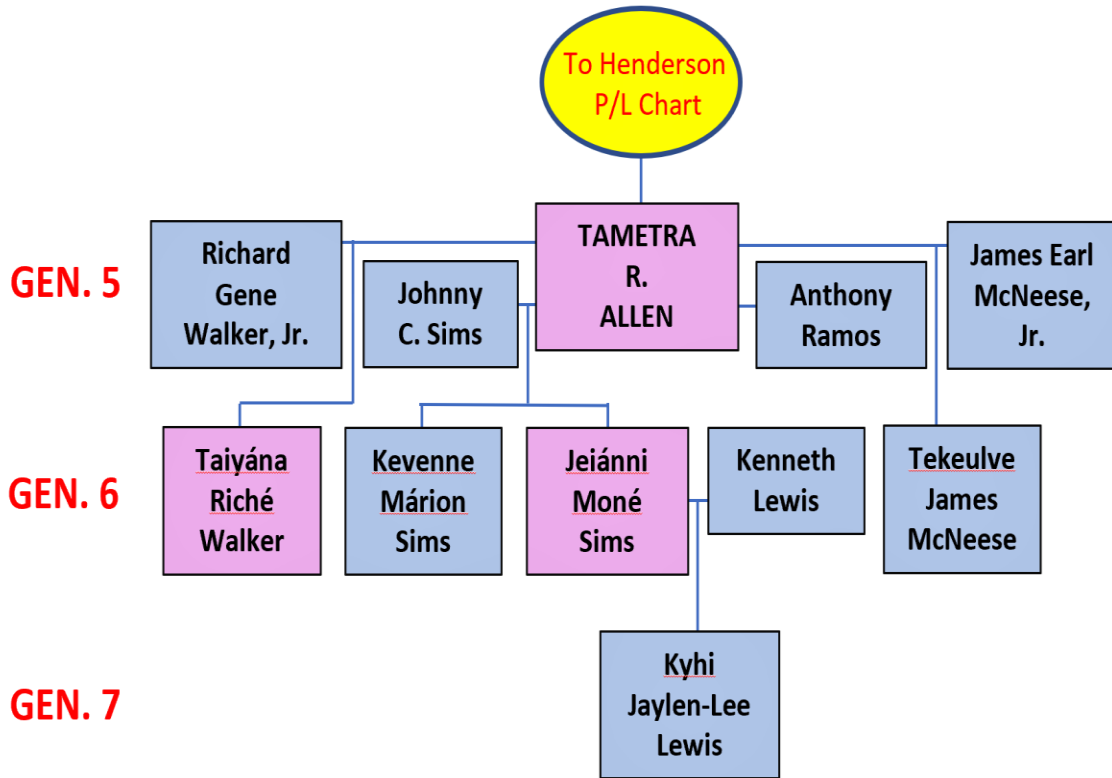 To Henderson
P/L Chart
GEN. 5
Richard
Gene
Walker, Jr.
Johnny
C. Sims
TAMETRA
R.
ALLEN
Anthony
Ramos
James Earl
McNeese,
Jr.
GEN. 6
Taiyána
Riché
Walker
Kevenne
Márion
Sims
Jeiánni
Moné
Sims
Kenneth
Lewis
Tekeulve
James
McNeese
GEN. 7
Kyhi
Jaylen-Lee
Lewis